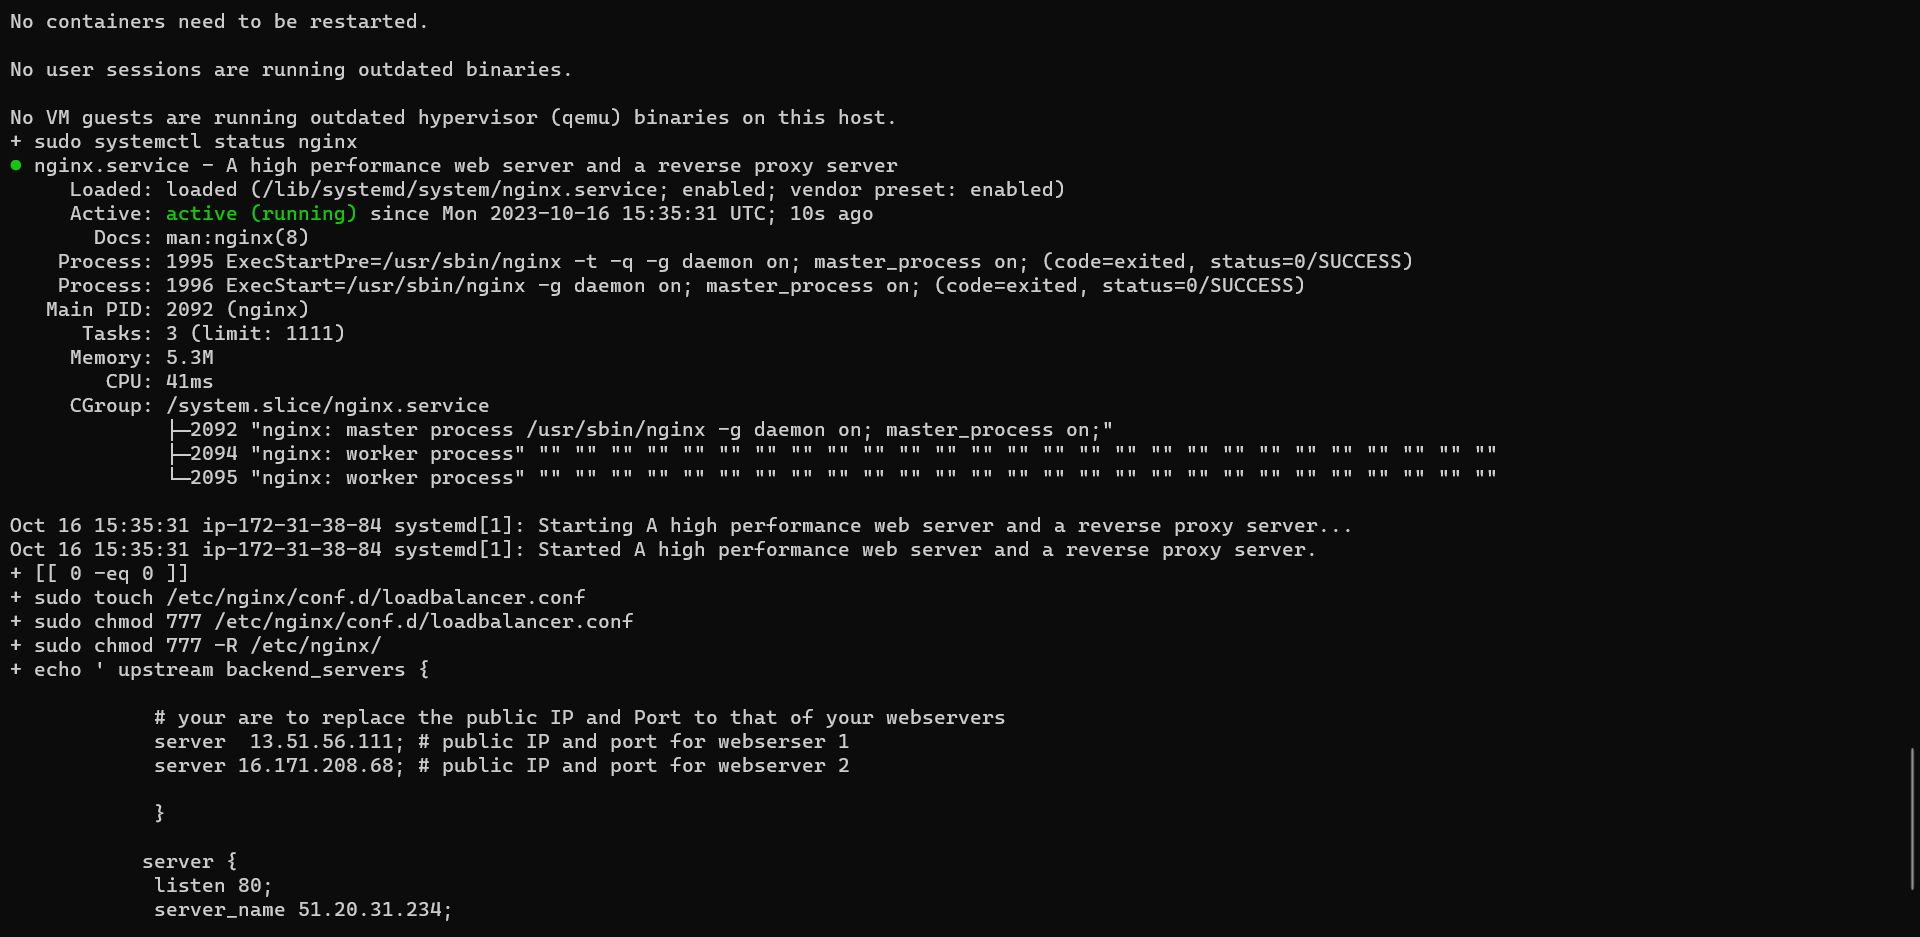 No containers need to be restarted.
No user sessions are running outdated binaries.
No VM guests are running outdated hypervisor (qemu) binaries on this host.
+ sudo systemctl status nginx
● nginx.service - A high performance web server and a reverse proxy server
     Loaded: loaded (/lib/systemd/system/nginx.service; enabled; vendor preset: enabled)
     Active: active (running) since Mon 2023-10-16 15:35:31 UTC; 10s ago
       Docs: man:nginx(8)
    Process: 1995 ExecStartPre=/usr/sbin/nginx -t -q -g daemon on; master_process on; (code=exited, status=0/SUCCESS)
    Process: 1996 ExecStart=/usr/sbin/nginx -g daemon on; master_process on; (code=exited, status=0/SUCCESS)
   Main PID: 2092 (nginx)
      Tasks: 3 (limit: 1111)
     Memory: 5.3M
        CPU: 41ms
     CGroup: /system.slice/nginx.service
             ├─2092 "nginx: master process /usr/sbin/nginx -g daemon on; master_process on;"
             ├─2094 "nginx: worker process" "" "" "" "" "" "" "" "" "" "" "" "" "" "" "" "" "" "" "" "" "" "" "" "" "" "" ""
             └─2095 "nginx: worker process" "" "" "" "" "" "" "" "" "" "" "" "" "" "" "" "" "" "" "" "" "" "" "" "" "" "" ""
Oct 16 15:35:31 ip-172-31-38-84 systemd[1]: Starting A high performance web server and a reverse proxy server...
Oct 16 15:35:31 ip-172-31-38-84 systemd[1]: Started A high performance web server and a reverse proxy server.
+ [[ 0 -eq 0 ]]
+ sudo touch /etc/nginx/conf.d/loadbalancer.conf
+ sudo chmod 777 /etc/nginx/conf.d/loadbalancer.conf
+ sudo chmod 777 -R /etc/nginx/
+ echo ' upstream backend_servers {
            # your are to replace the public IP and Port to that of your webservers
            server  13.51.56.111; # public IP and port for webserser 1
            server 16.171.208.68; # public IP and port for webserver 2
            }
           server {
            listen 80;
            server_name 51.20.31.234;